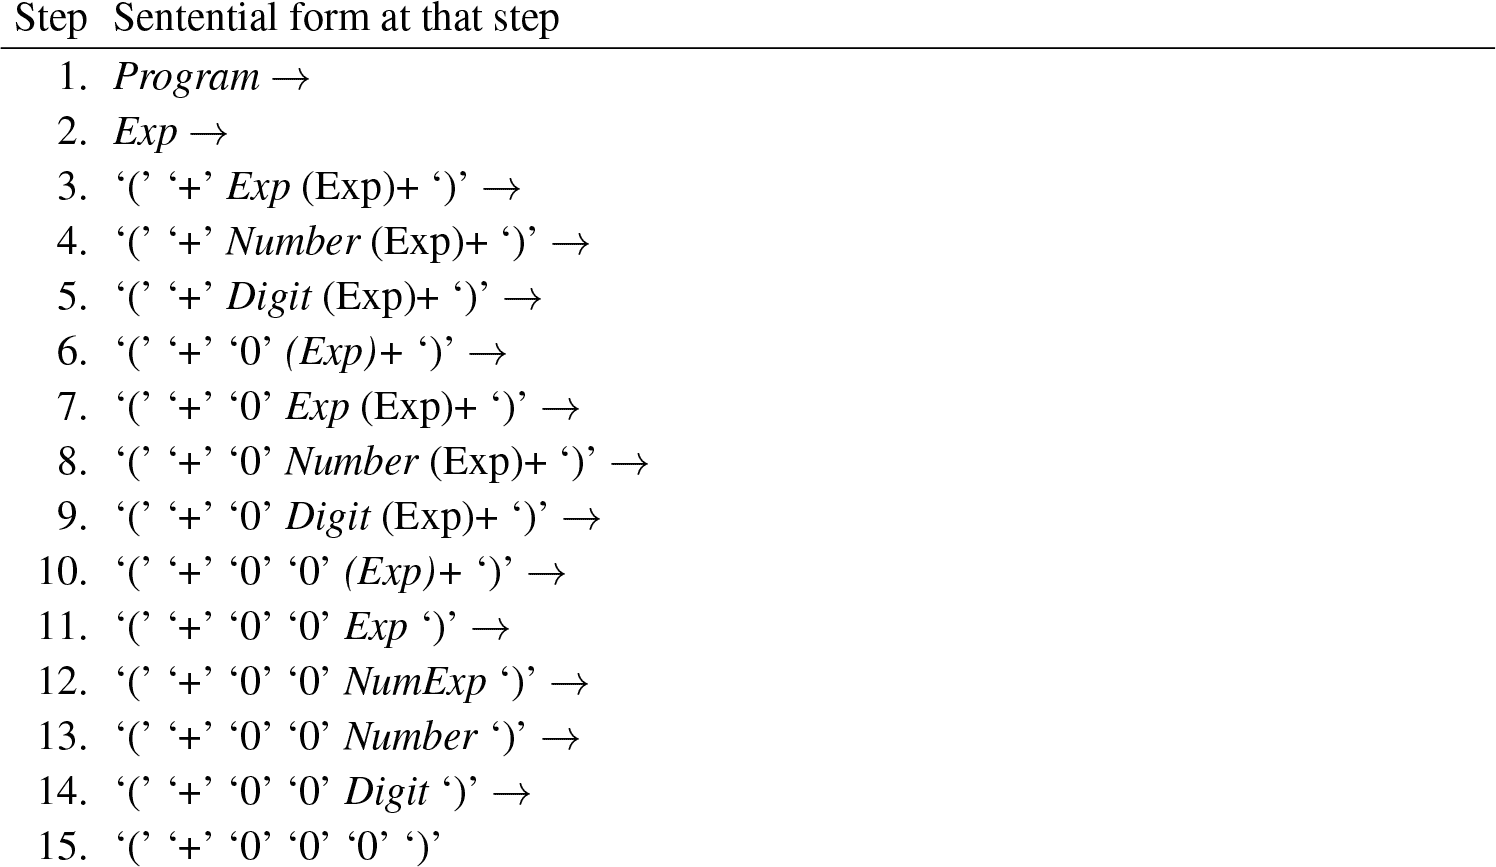 Step Sentential form at that step
1. Program →
2. Exp →
3. ‘(’ ‘+’ Exp (Exp)+ ‘)’ →
4. ‘(’ ‘+’ Number (Exp)+ ‘)’ →
5. ‘(’ ‘+’ Digit (Exp)+ ‘)’ →
6. ‘(’ ‘+’ ‘0’ (Exp)+ ‘)’ →
7. ‘(’ ‘+’ ‘0’ Exp (Exp)+ ‘)’ →
8. ‘(’ ‘+’ ‘0’ Number (Exp)+ ‘)’ →
9. ‘(’ ‘+’ ‘0’ Digit (Exp)+ ‘)’ →
10. ‘(’ ‘+’ ‘0’ ‘0’ (Exp)+ ‘)’ →
11. ‘(’ ‘+’ ‘0’ ‘0’ Exp ‘)’ →
12. ‘(’ ‘+’ ‘0’ ‘0’ NumExp ‘)’ →
13. ‘(’ ‘+’ ‘0’ ‘0’ Number ‘)’ →
14. ‘(’ ‘+’ ‘0’ ‘0’ Digit ‘)’ →
15. ‘(’ ‘+’ ‘0’ ‘0’ ‘0’ ‘)’